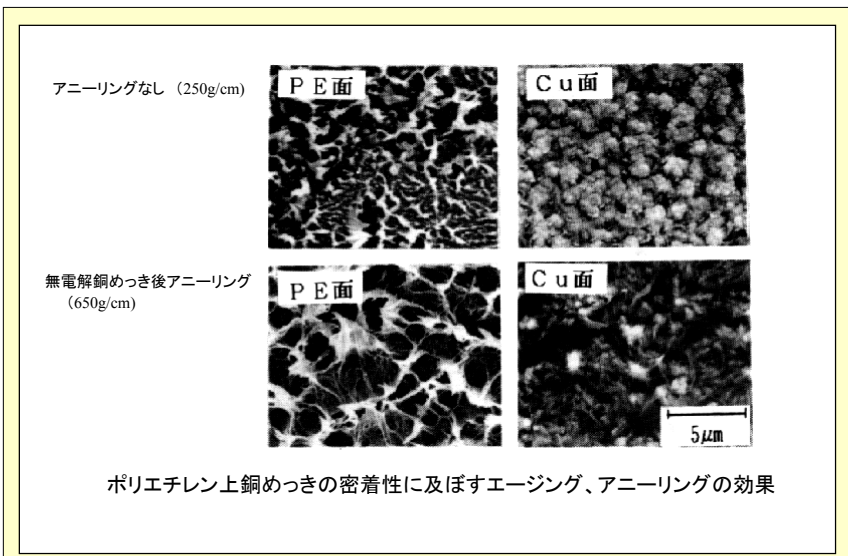 アニーリングなし （250g/cm)
ＰＥ面
Ｃｕ面
無電解銅めっき後アニーリング
（650g/cm)
ＰＥ面
Ｃｕ面
5μm
ポリエチレン上銅めっきの密着性に及ぼすエージング、アニーリングの効果